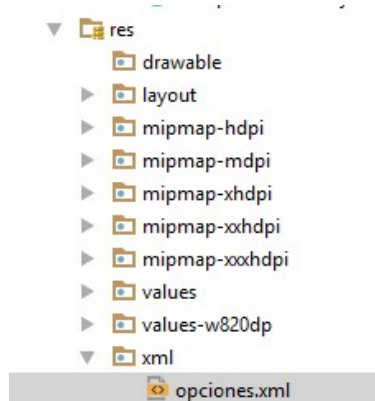 res
drawable
layout
mipmap-hdpi
mipmap-mdpi
mipmap-xhdpi
mipmap-xxhdpi
mipmap-xxxhdpi
values
values-w820dp
xml
opciones.xml